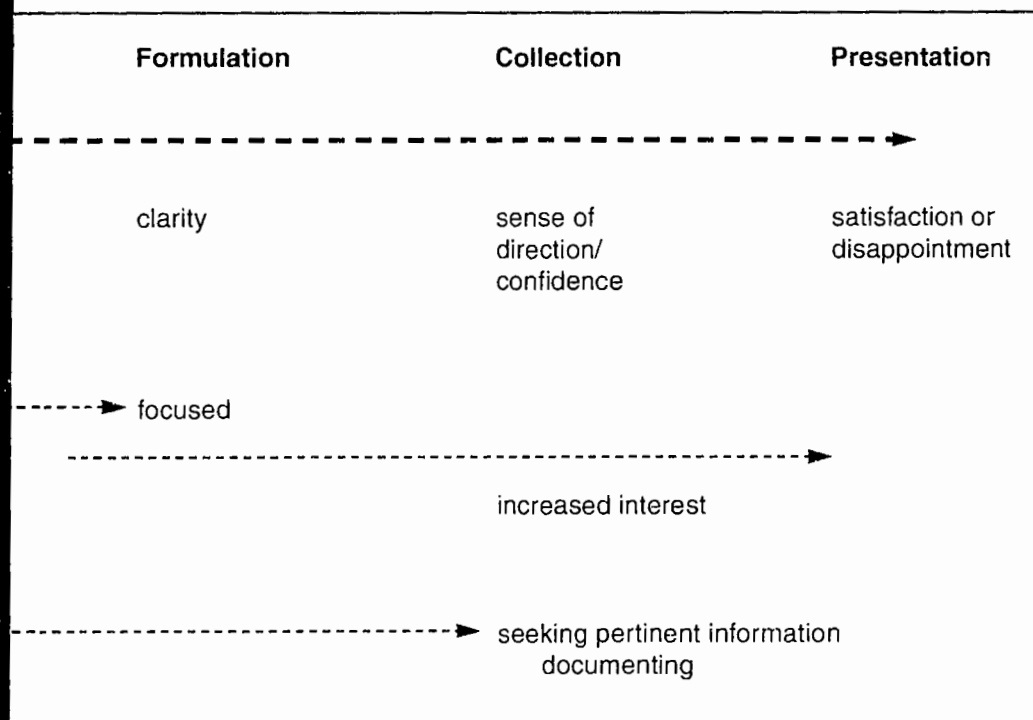 Formulation Collection Presentation
clarity sense of satisfaction or
direction/ disappointment
confidence
focused
increased interest
seeking pertinent information
documenting